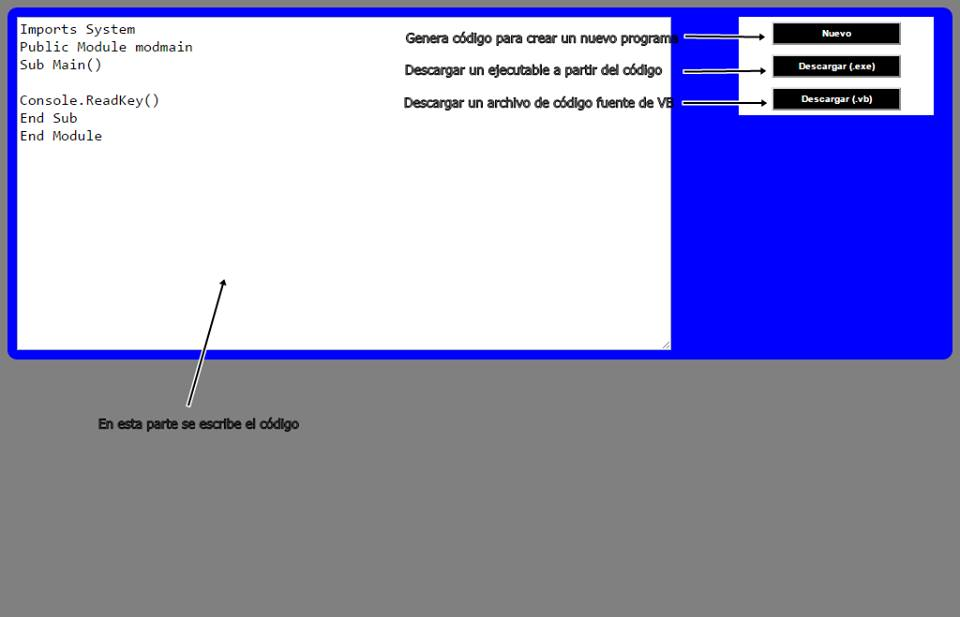 Imports System
Public Module modmain
Sub Main()
Console.ReadKey()
End Sub
End Module
Genera código para crear un nuevo programa
Nuevo
Descargar un ejecutable a partir del código
Descargar (.exe)
Descargar un archivo de código fuente de VB
Descargar (.vb)
En esta parte se escribe el código